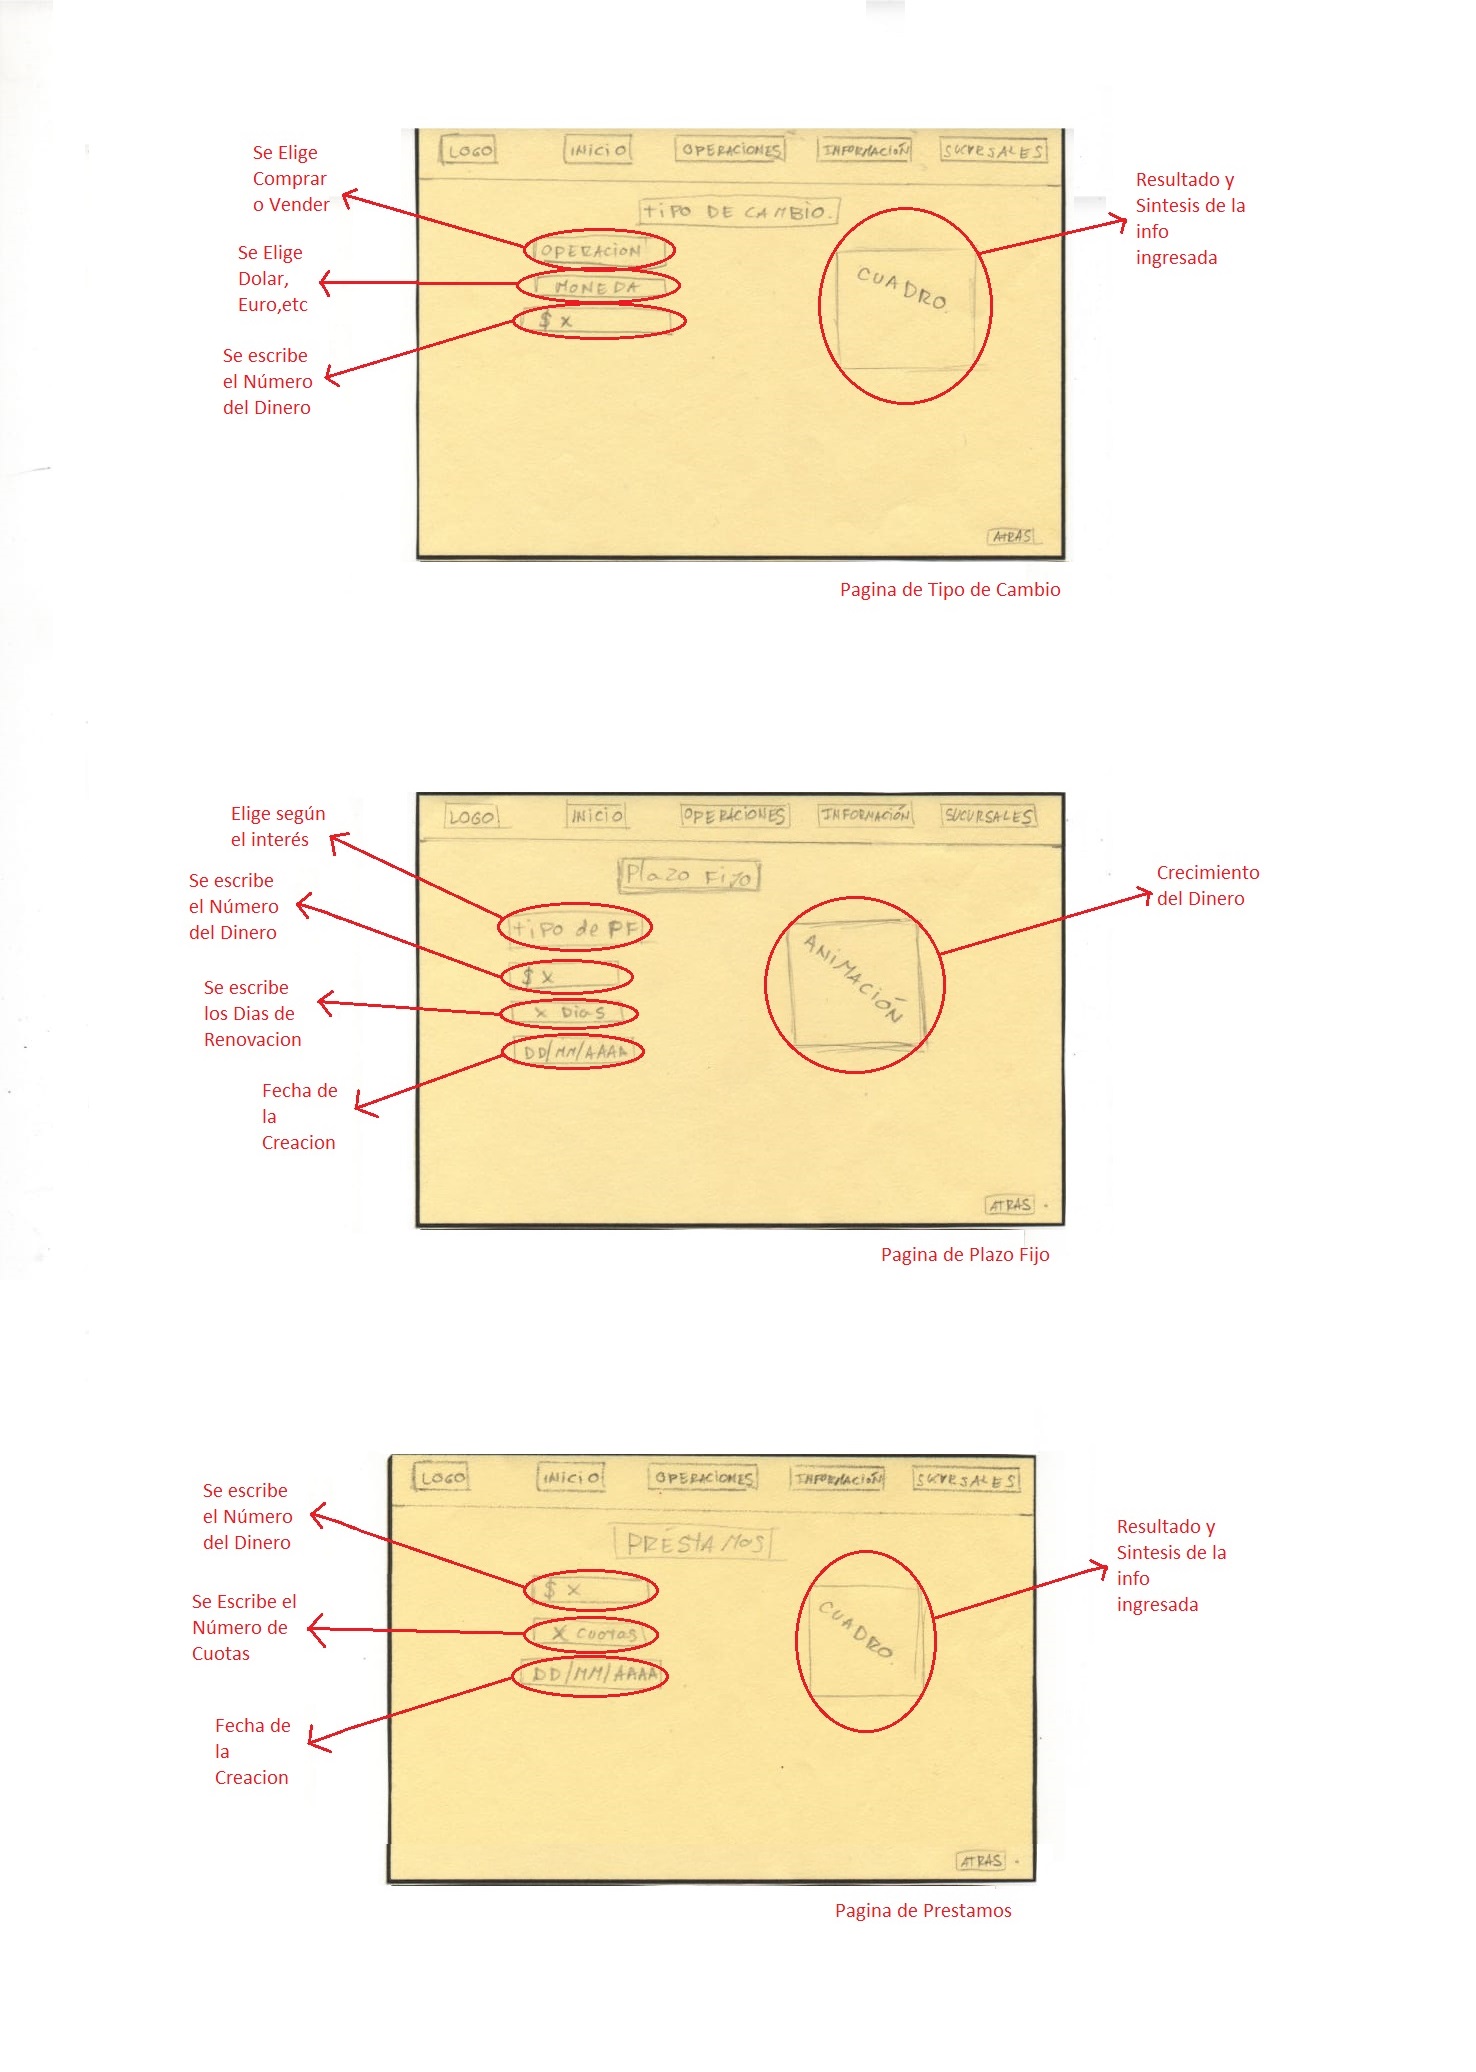 LOGO INICIO OPERACIONES INFORMACIÓN SUCURSALES
TIPO DE CAMBIO.
Se Elige
Comprar
o Vender
OPERACION
Se Elige
Dolar,
Euro,etc
MONEDA
Se escribe
el Número
del Dinero
$ x
CUADRO
Resultado y
Sintesis de la
info
ingresada
ATRAS
Pagina de Tipo de Cambio
LOGO INICIO OPERACIONES INFORMACIÓN SUCURSALES
Plazo Fijo
Elige según
el interés
tipo de PF
Se escribe
el Número
del Dinero
$ x
Se escribe
los Dias de
Renovacion
x Dias
Fecha de
la
Creacion
DD/MM/AAAA
ANIMACIÓN
Crecimiento
del Dinero
ATRAS
Pagina de Plazo Fijo
LOGO INICIO OPERACIONES INFORMACIÓN SUCURSALES
PRÉSTAMOS
Se escribe
el Número
del Dinero
$ x
Se Escribe el
Número de
Cuotas
X CUOTAS
Fecha de
la
Creacion
DD/MM/AAAA
CUADRO
Resultado y
Sintesis de la
info
ingresada
ATRAS
Pagina de Prestamos